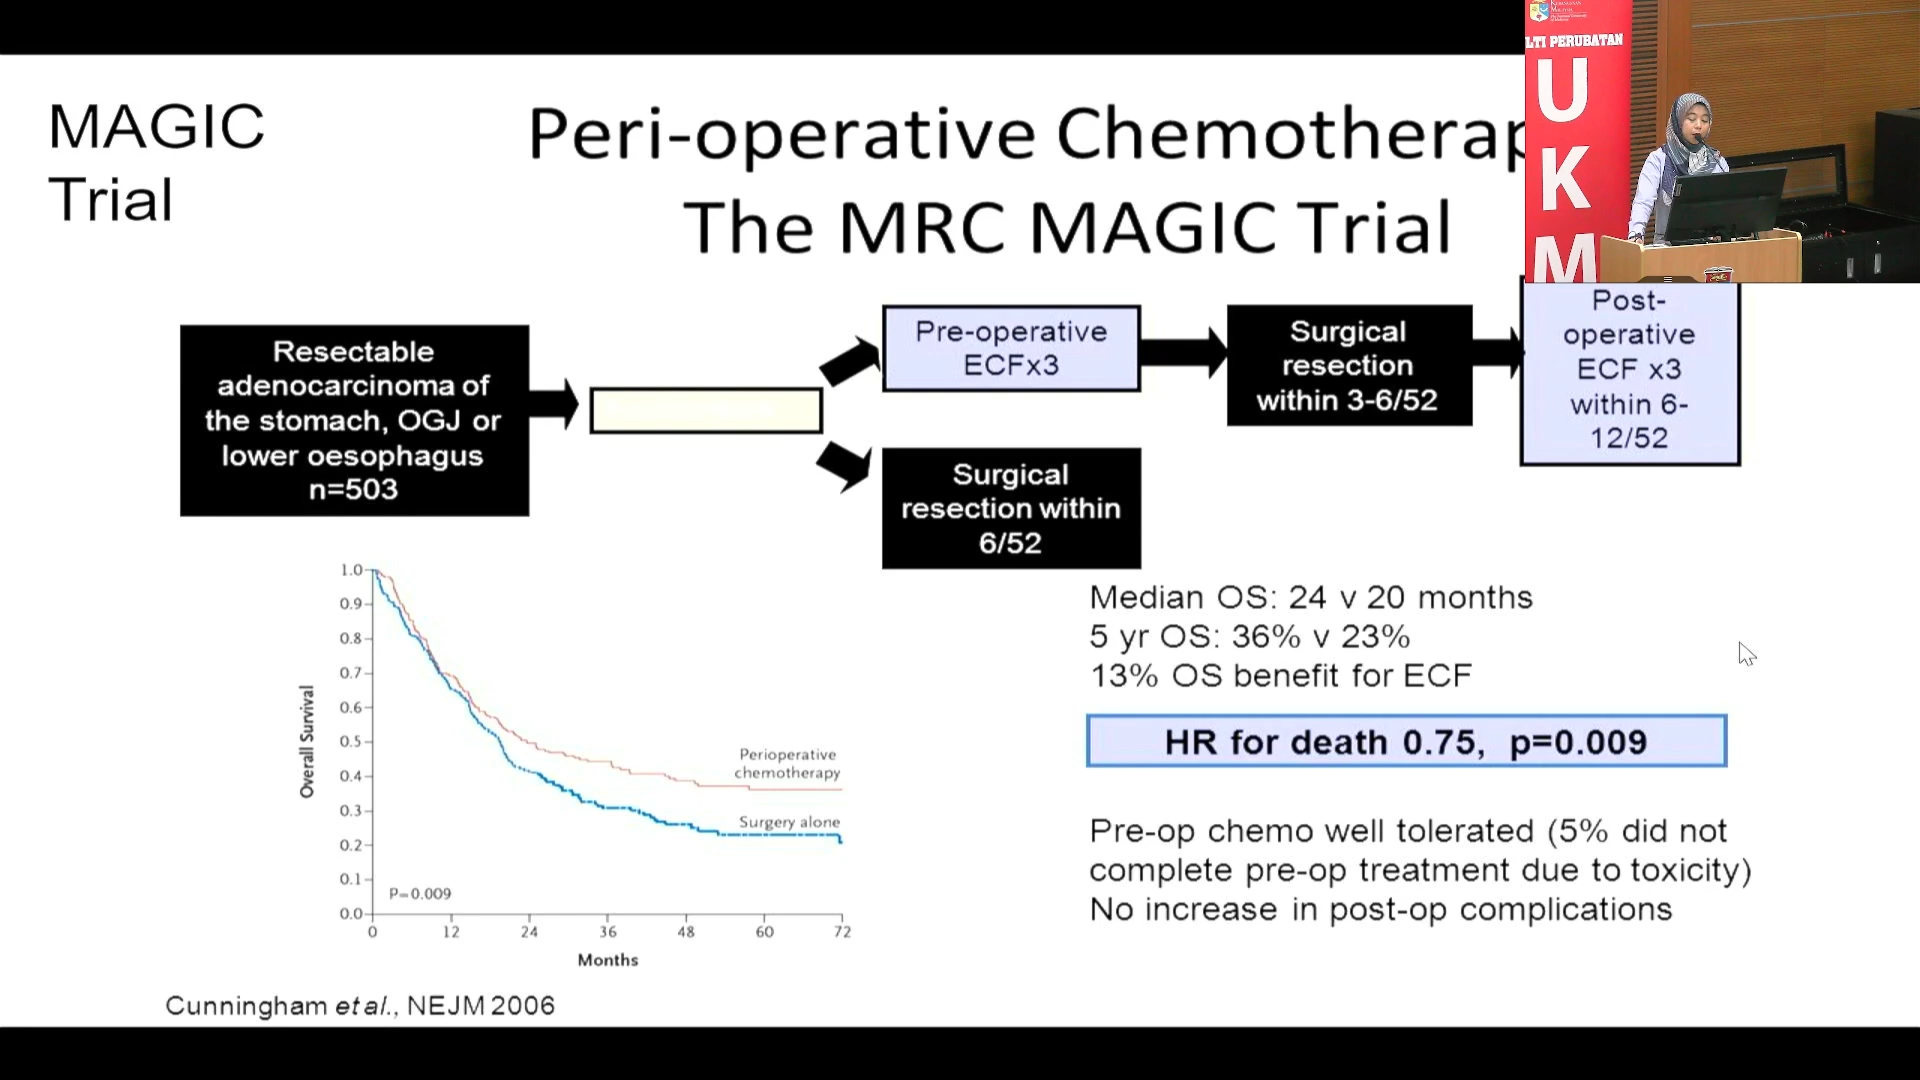 MAGIC
Trial
Peri-operative Chemotherap
The MRC MAGIC Trial
LTI PERUBATAN
U
K
M
Resectable
adenocarcinoma of
the stomach, OGJ or
lower oesophagus
n=503
Pre-operative
ECFx3
Surgical
resection
within 3-6/52
Post-
operative
ECF x3
within 6-
12/52
Surgical
resection within
6/52
Overall Survival
1.0
0.9
0.8
0.7
0.6
0.5
0.4
0.3
0.2
0.1
0.0
Perioperative
chemotherapy
Surgery alone
P=0.009
0 12 24 36 48 60 72
Months
Median OS: 24 v 20 months
5 yr OS: 36% v 23%
13% OS benefit for ECF
HR for death 0.75, p=0.009
Pre-op chemo well tolerated (5% did not
complete pre-op treatment due to toxicity)
No increase in post-op complications
Cunningham et al., NEJM 2006